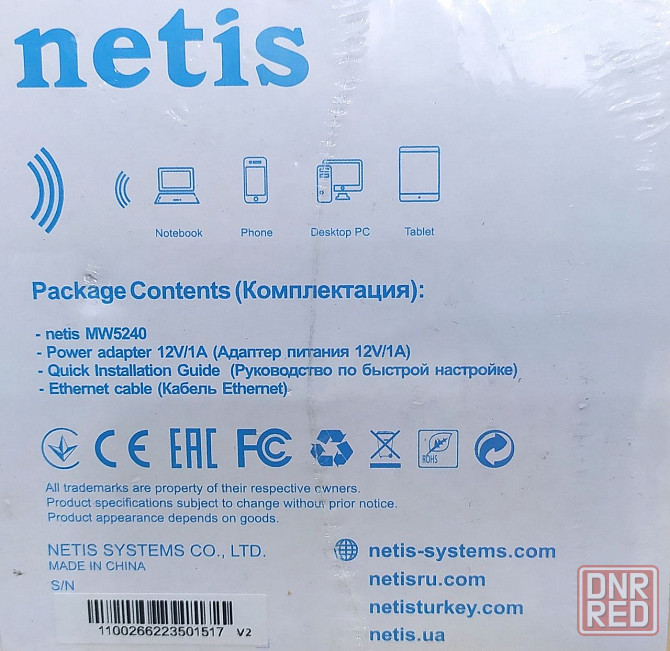 netis
Notebook Phone Desktop PC Tablet
Package Contents (Комплектация):
- netis MW5240
- Power adapter 12V/1A (Адаптер питания 12V/1A)
- Quick Installation Guide (Руководство по быстрой настройке)
- Ethernet cable (Кабель Ethernet)
CE EAC FC ROHS
All trademarks are property of their respective owners.
Product specifications subject to change without prior notice.
Product appearance depends on goods.
NETIS SYSTEMS CO., LTD.
MADE IN CHINA
S/N
1100266223501517 V2
netis-systems.com
netisru.com
netisturkey.com
netis.ua
DNR
RED